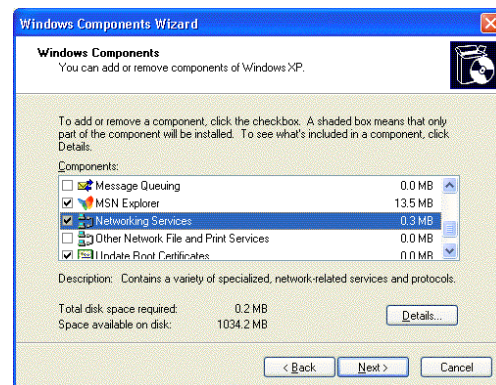 Windows Components Wizard
Windows Components
You can add or remove components of Windows XP.
To add or remove a component, click the checkbox. A shaded box means that only
part of the component will be installed. To see what's included in a component, click
Details.
Components:
Message Queuing 0.0 MB
MSN Explorer 13.5 MB
Networking Services 0.3 MB
Other Network File and Print Services 0.0 MB
Update Root Certificates 0.0 MB
Description: Contains a variety of specialized, network-related services and protocols.
Total disk space required: 0.2 MB
Space available on disk: 1034.2 MB
Details...
< Back Next > Cancel